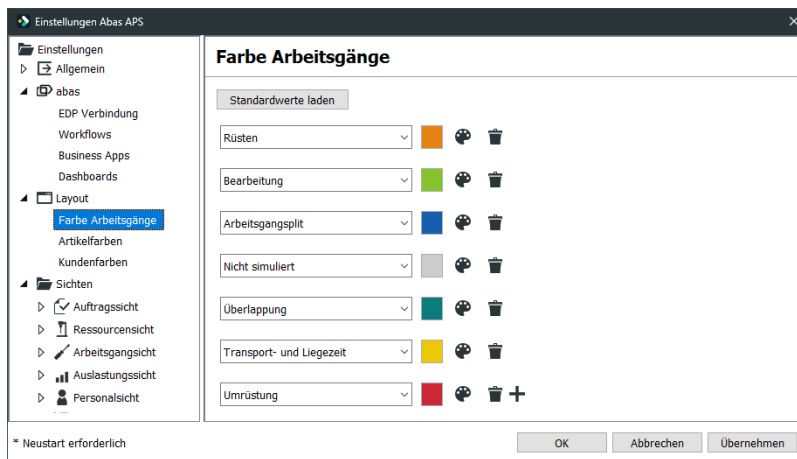 Einstellungen Abas APS
Einstellungen
Allgemein
abas
EDP Verbindung
Workflows
Business Apps
Dashboards
Layout
Farbe Arbeitsgänge
Artikelfarben
Kundenfarben
Sichten
Auftragssicht
Ressourcensicht
Arbeitsgangsicht
Auslastungssicht
Personalsicht
Farbe Arbeitsgänge
Standardwerte laden
Rüsten
Bearbeitung
Arbeitsgangsplit
Nicht simuliert
Überlappung
Transport- und Liegezeit
Umrüstung
* Neustart erforderlich
OK
Abbrechen
Übernehmen